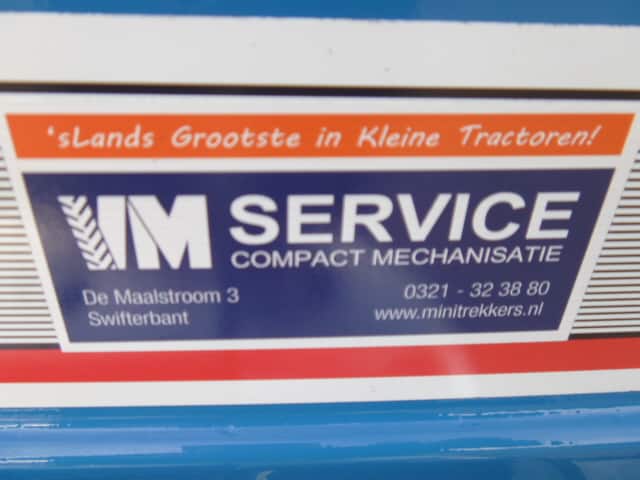 'sLands Grootste in Kleine Tractoren!
VM SERVICE
COMPACT MECHANISATIE
De Maalstroom 3 0321 - 32 38 80
Swifterbant www.minitrekkers.nl